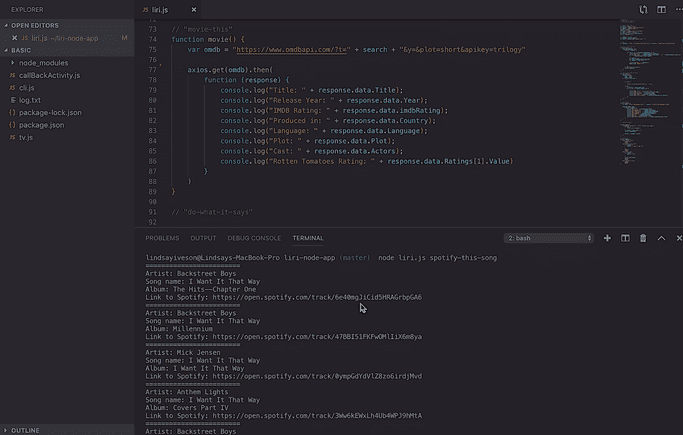 EXPLORER
OPEN EDITORS
liri.js ~/liri-node-app M
BASIC
node_modules
callBackActivity.js
cli.js
log.txt
package-lock.json
package.json
tv.js
OUTLINE
liri.js
73 // "movie-this"
74 function movie() {
75 var omdb = "https://www.omdbapi.com/?t=" + search + "&y=&plot=short&apikey=trilogy"
76
77 axios.get(omdb).then(
78 function (response) {
79 console.log("Title: " + response.data.Title);
80 console.log("Release Year: " + response.data.Year);
81 console.log("IMDB Rating: " + response.data.imdbRating);
82 console.log("Produced in: " + response.data.Country);
83 console.log("Language: " + response.data.Language);
84 console.log("Plot: " + response.data.Plot);
85 console.log("Cast: " + response.data.Actors);
86 console.log("Rotten Tomatoes Rating: " + response.data.Ratings[1].Value)
87 }
88 )
89 }
90
91 // "do-what-it-says"
92
PROBLEMS OUTPUT DEBUG CONSOLE TERMINAL 2: bash
lindsayiveson@Lindsays-MacBook-Pro liri-node-app (master) node liri.js spotify-this-song
========================
Artist: Backstreet Boys
Song name: I Want It That Way
Album: The Hits--Chapter One
Link to Spotify: https://open.spotify.com/track/6e40mgJiCid5HRAGrbpGA6
========================
Artist: Backstreet Boys
Song name: I Want It That Way
Album: Millennium
Link to Spotify: https://open.spotify.com/track/47BBI51FKFwOMlIiX6m8ya
========================
Artist: Mick Jensen
Song name: I Want It That Way
Album: I Want It That Way
Link to Spotify: https://open.spotify.com/track/0ympGdYdVlZ8zo6irdjMvd
========================
Artist: Anthem Lights
Song name: I Want It That Way
Album: Covers Part IV
Link to Spotify: https://open.spotify.com/track/3Ww6kEWxLh4Ub4WPJ9hMtA
========================
Artist: Backstreet Boys